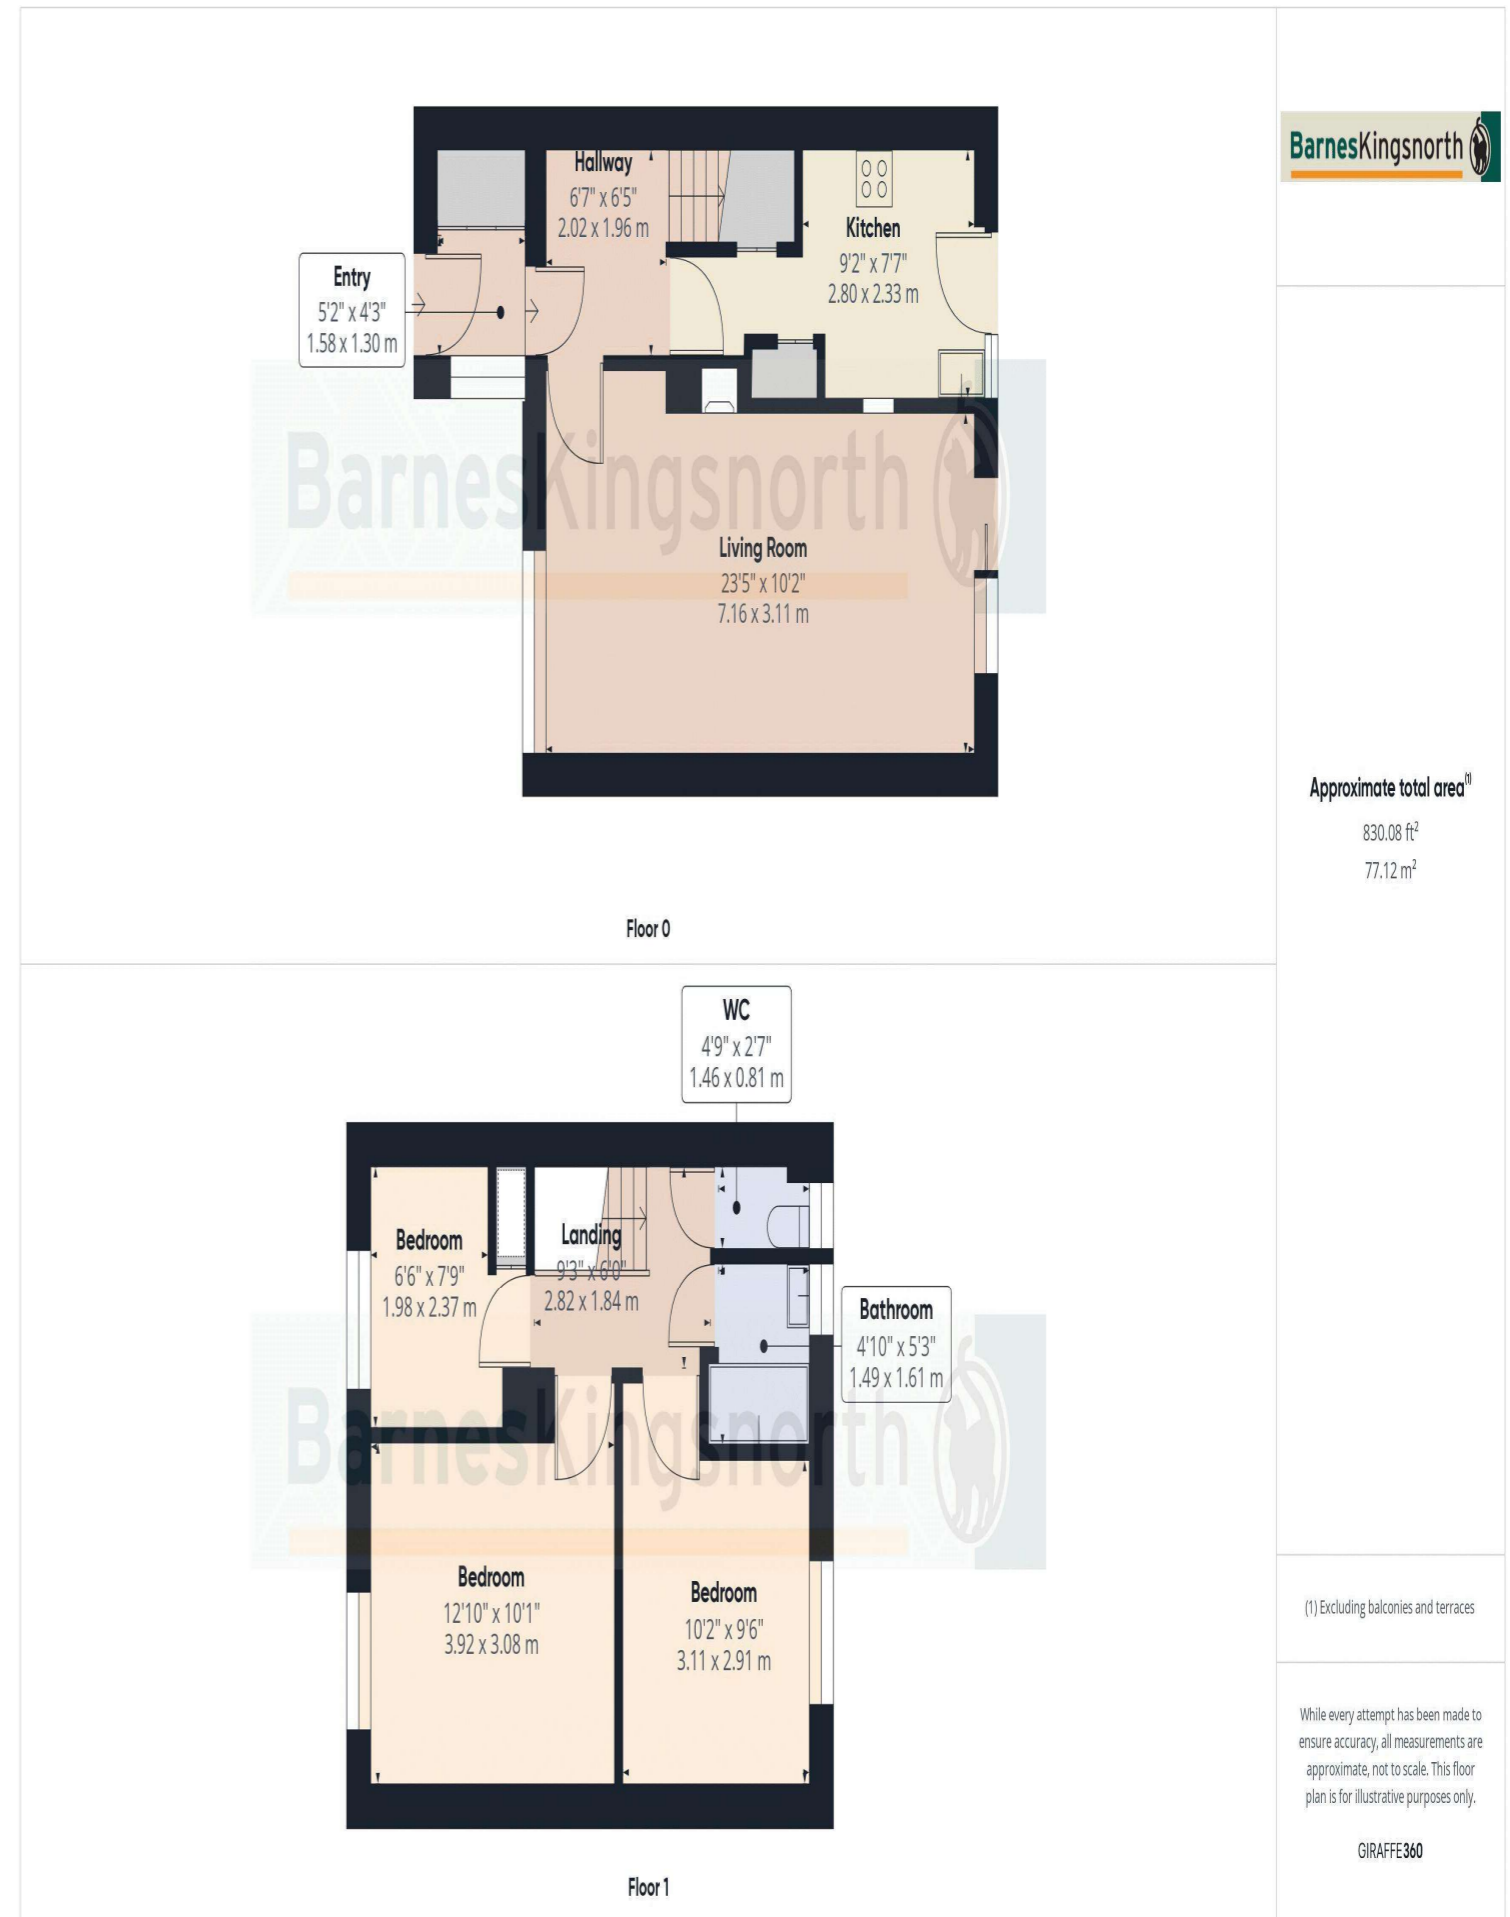 BarnesKingsnorth
Hallway
6'7" x 6'5"
2.02 x 1.96 m
Kitchen
9'2" x 7'7"
2.80 x 2.33 m
Entry
5'2" x 4'3"
1.58 x 1.30 m
BarnesKingsnorth
Living Room
23'5" x 10'2"
7.16 x 3.11 m
Approximate total area(1)
830.08 ft²
77.12 m²
Floor 0
WC
4'9" x 2'7"
1.46 x 0.81 m
Bedroom
6'6" x 7'9"
1.98 x 2.37 m
Landing
9'3" x 6'0"
2.82 x 1.84 m
Bathroom
4'10" x 5'3"
1.49 x 1.61 m
BarnesKingsnorth
Bedroom
12'10" x 10'1"
3.92 x 3.08 m
Bedroom
10'2" x 9'6"
3.11 x 2.91 m
(1) Excluding balconies and terraces
While every attempt has been made to
ensure accuracy, all measurements are
approximate, not to scale. This floor
plan is for illustrative purposes only.
GIRAFFE360
Floor 1